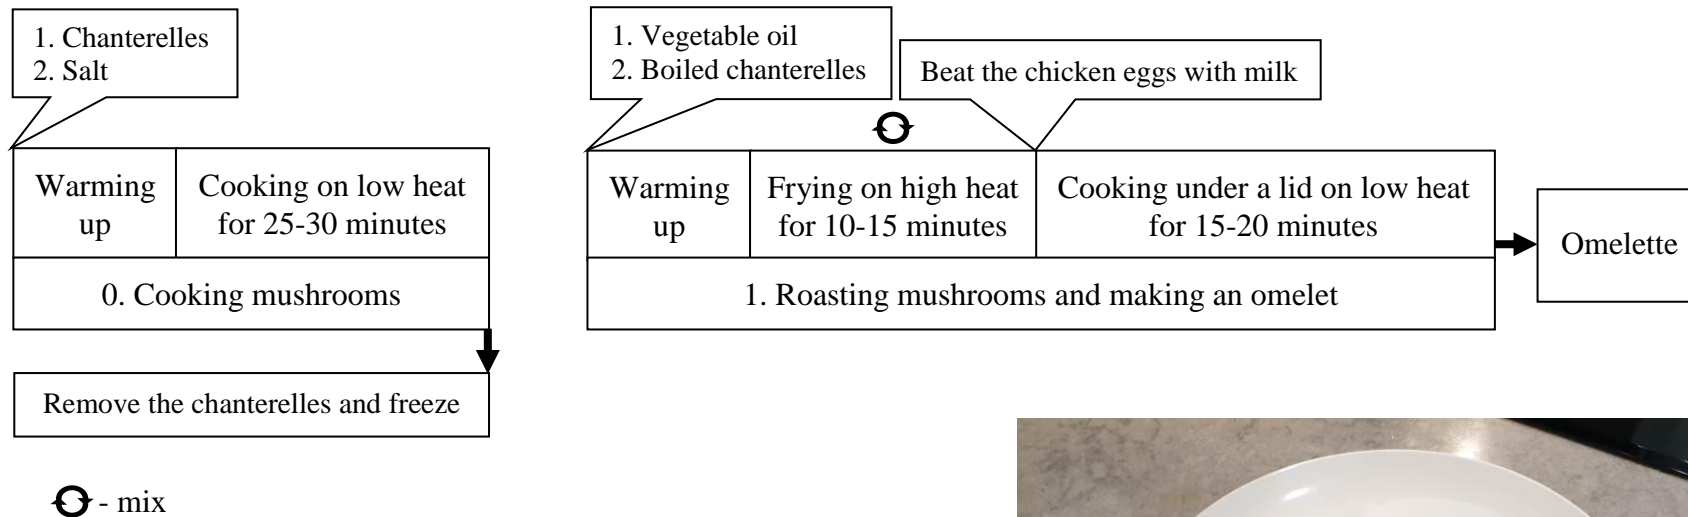 1. Chanterelles
2. Salt
Warming
up
Cooking on low heat
for 25-30 minutes
0. Cooking mushrooms
Remove the chanterelles and freeze
- mix
1. Vegetable oil
2. Boiled chanterelles
Beat the chicken eggs with milk
Warming
up
Frying on high heat
for 10-15 minutes
Cooking under a lid on low heat
for 15-20 minutes
1. Roasting mushrooms and making an omelet
Omelette